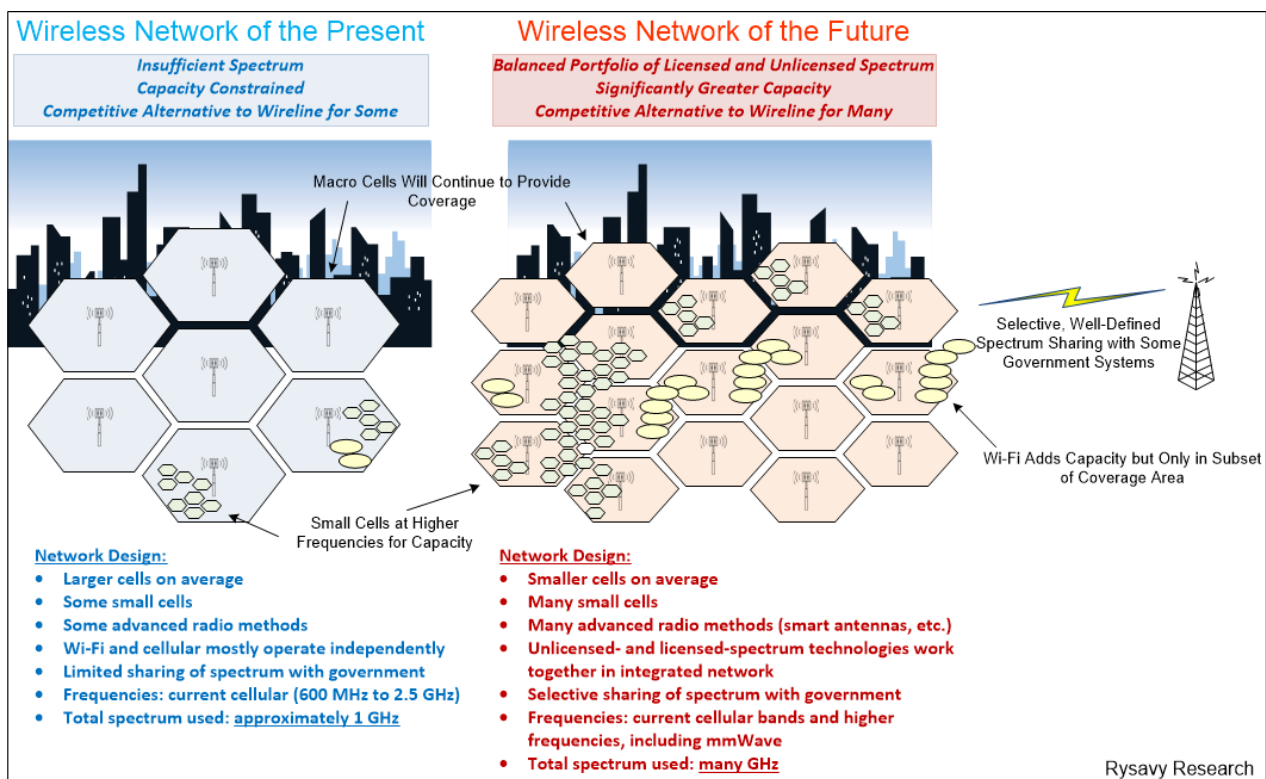 Wireless Network of the Present
Insufficient Spectrum
Capacity Constrained
Competitive Alternative to Wireline for Some
Wireless Network of the Future
Balanced Portfolio of Licensed and Unlicensed Spectrum
Significantly Greater Capacity
Competitive Alternative to Wireline for Many
Macro Cells Will Continue to Provide
Coverage
Selective, Well-Defined
Spectrum Sharing with Some
Government Systems
Wi-Fi Adds Capacity but Only in Subset
of Coverage Area
Small Cells at Higher
Frequencies for Capacity
Network Design:
• Larger cells on average
• Some small cells
• Some advanced radio methods
• Wi-Fi and cellular mostly operate independently
• Limited sharing of spectrum with government
• Frequencies: current cellular (600 MHz to 2.5 GHz)
• Total spectrum used: approximately 1 GHz
Network Design:
• Smaller cells on average
• Many small cells
• Many advanced radio methods (smart antennas, etc.)
• Unlicensed- and licensed-spectrum technologies work
together in integrated network
• Selective sharing of spectrum with government
• Frequencies: current cellular bands and higher
frequencies, including mmWave
• Total spectrum used: many GHz
Rysavy Research